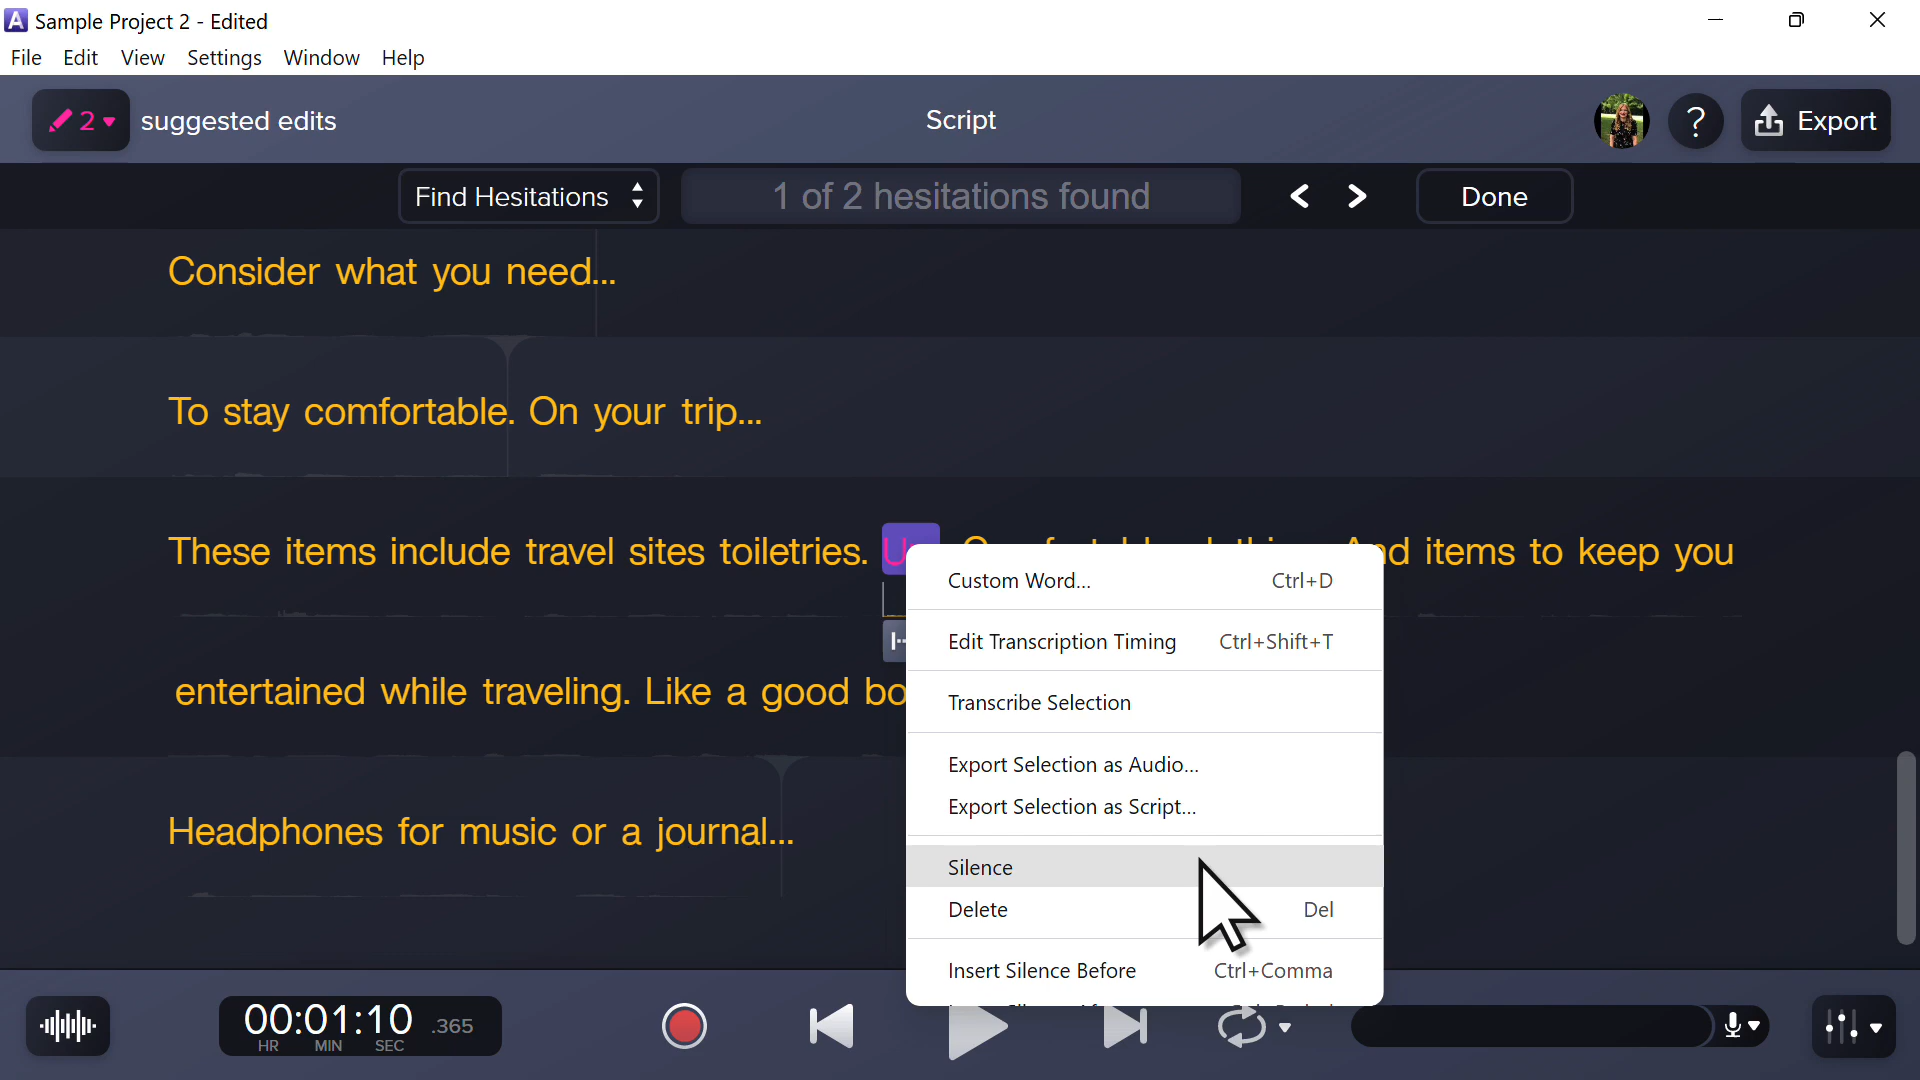 A Sample Project 2 - Edited
File Edit View Settings Window Help
2 suggested edits Script ? Export
Find Hesitations 1 of 2 hesitations found < > Done
Consider what you need...
To stay comfortable. On your trip...
These items include travel sites toiletries. items to keep you
entertained while traveling. Like a good
Headphones for music or a journal...
Custom Word... Ctrl+D
Edit Transcription Timing Ctrl+Shift+T
Transcribe Selection
Export Selection as Audio...
Export Selection as Script...
Silence
Delete Del
Insert Silence Before Ctrl+Comma
00:01:10 .365
HR MIN SEC